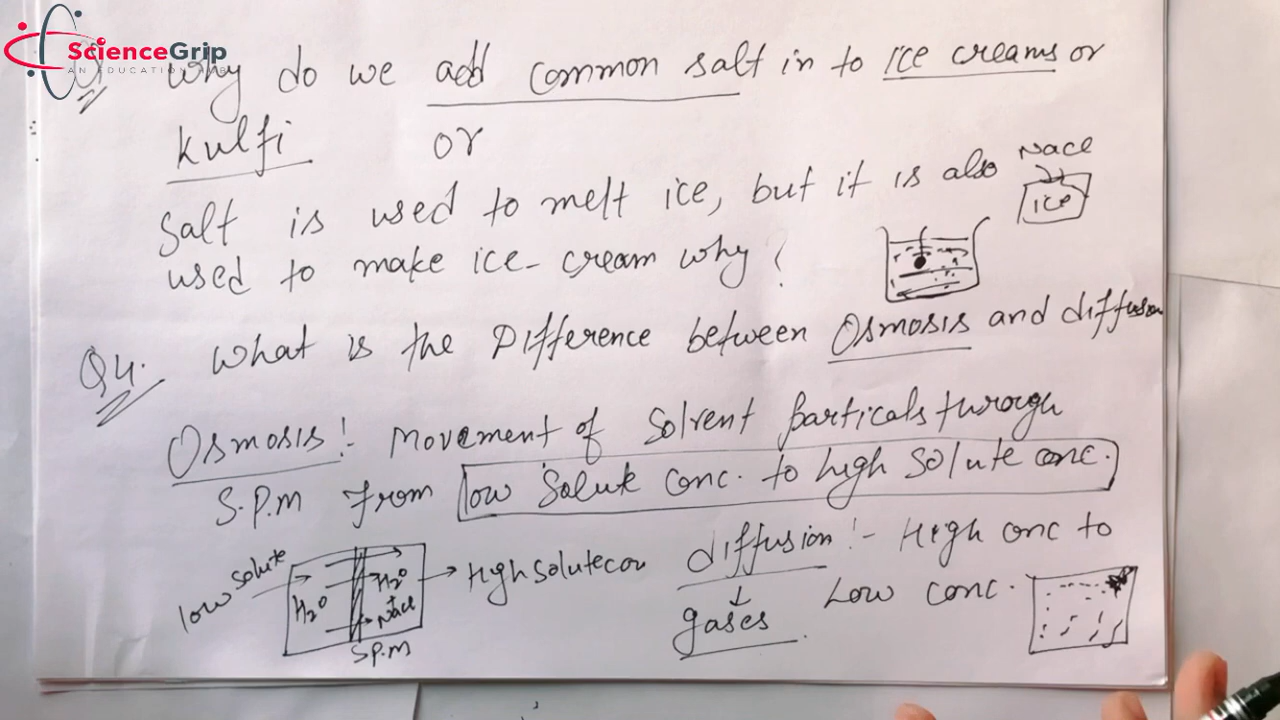 ScienceGrip
AN EDUCATION HUB
Why do we add common salt in to ice creams or
Kulfi or
Salt is used to melt ice, but it is also
used to make ice-cream why?
Nacl
ice
Q4. What is the Difference between Osmosis and diffusion
Osmosis:- Movement of Solvent particals through
S.P.M From low Solute conc. to high solute conc.
low solute
H2O
H2O
+
Nacl
S.P.M
High solute con
diffusion:- High conc to
Low conc.
gases